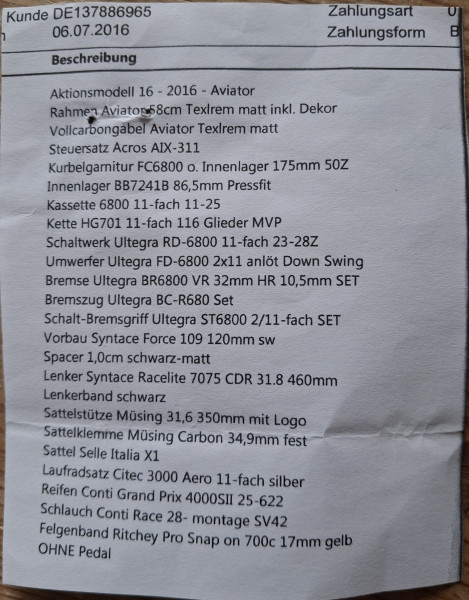 Kunde DE137886965 Zahlungsart
06.07.2016 Zahlungsform
Beschreibung
Aktionsmodell 16 - 2016 - Aviator
Rahmen Aviator 58cm Texlrem matt inkl. Dekor
Vollcarbongabel Aviator Texlrem matt
Steuersatz Acros AIX-311
Kurbelgarnitur FC6800 o. Innenlager 175mm 50Z
Innenlager BB7241B 86,5mm Pressfit
Kassette 6800 11-fach 11-25
Kette HG701 11-fach 116 Glieder MVP
Schaltwerk Ultegra RD-6800 11-fach 23-28Z
Umwerfer Ultegra FD-6800 2x11 anlöt Down Swing
Bremse Ultegra BR6800 VR 32mm HR 10,5mm SET
Bremszug Ultegra BC-R680 Set
Schalt-Bremsgriff Ultegra ST6800 2/11-fach SET
Vorbau Syntace Force 109 120mm sw
Spacer 1,0cm schwarz-matt
Lenker Syntace Racelite 7075 CDR 31.8 460mm
Lenkerband schwarz
Sattelstütze Müsing 31,6 350mm mit Logo
Sattelklemme Müsing Carbon 34,9mm fest
Sattel Selle Italia X1
Laufradsatz Citec 3000 Aero 11-fach silber
Reifen Conti Grand Prix 4000SII 25-622
Schlauch Conti Race 28- montage SV42
Felgenband Ritchey Pro Snap on 700c 17mm gelb
OHNE Pedal